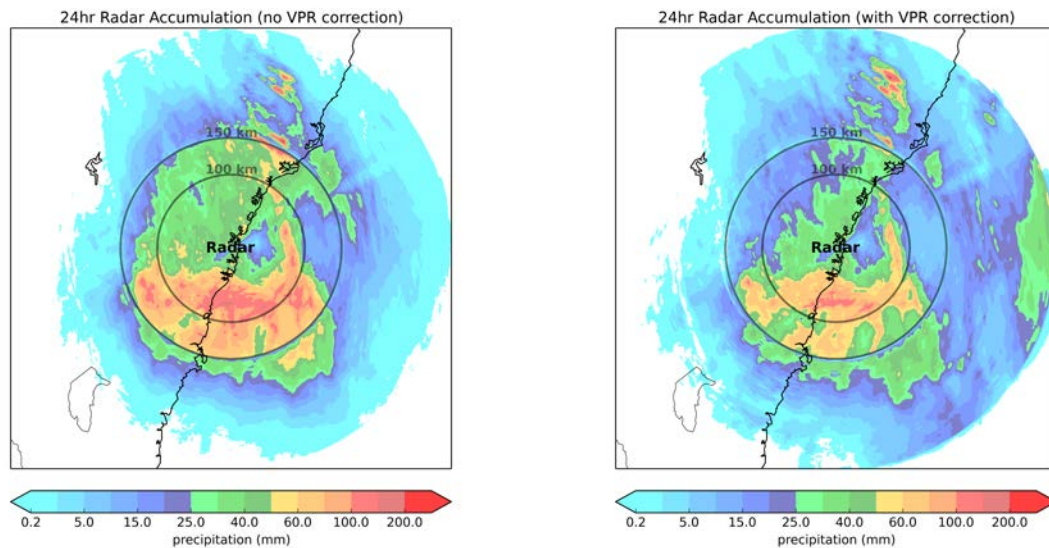 24hr Radar Accumulation (no VPR correction)
150 km
100 km
Radar
0.2 5.0 15.0 25.0 40.0 60.0 100.0 200.0
precipitation (mm)
24hr Radar Accumulation (with VPR correction)
150 km
100 km
Radar
0.2 5.0 15.0 25.0 40.0 60.0 100.0 200.0
precipitation (mm)